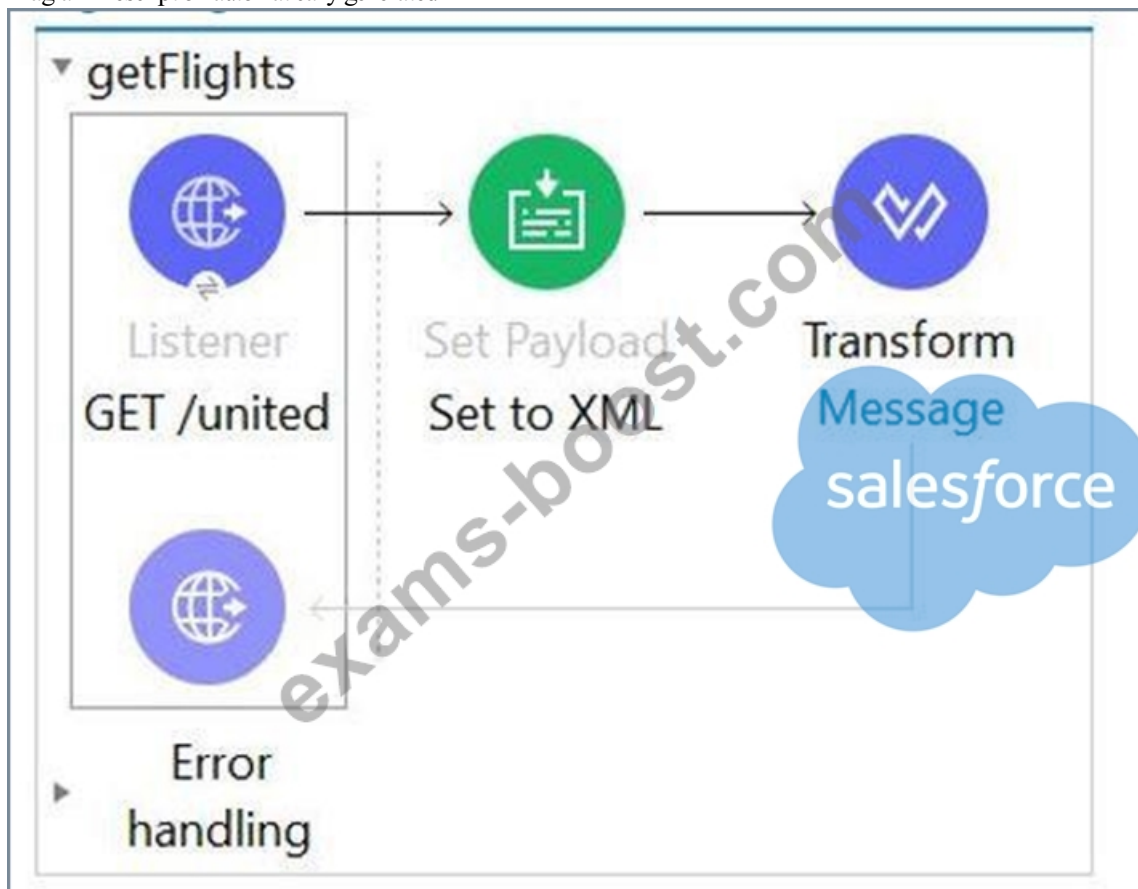 getFlights
Listener
GET /united
Set Payload
Set to XML
Transform
Message
salesforce
exams-boost.com
Error
handling